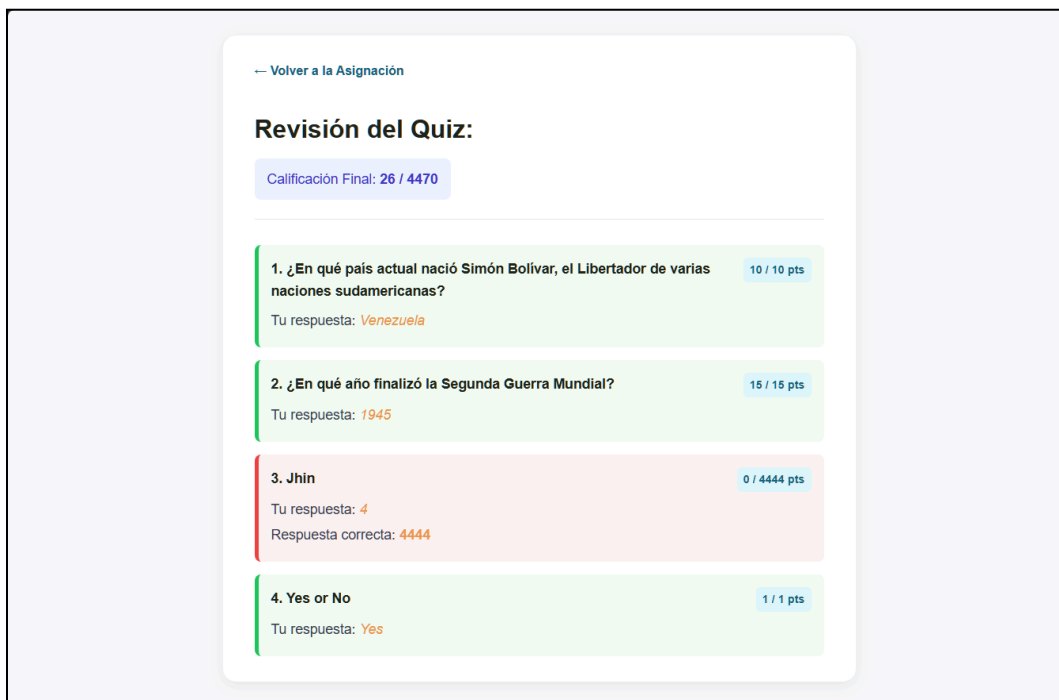 ← Volver a la Asignación
Revisión del Quiz:
Calificación Final: 26 / 4470
1. ¿En qué país actual nació Simón Bolívar, el Libertador de varias
naciones sudamericanas?
10 / 10 pts
Tu respuesta: Venezuela
2. ¿En qué año finalizó la Segunda Guerra Mundial?
15 / 15 pts
Tu respuesta: 1945
3. Jhin
0 / 4444 pts
Tu respuesta: 4
Respuesta correcta: 4444
4. Yes or No
1 / 1 pts
Tu respuesta: Yes